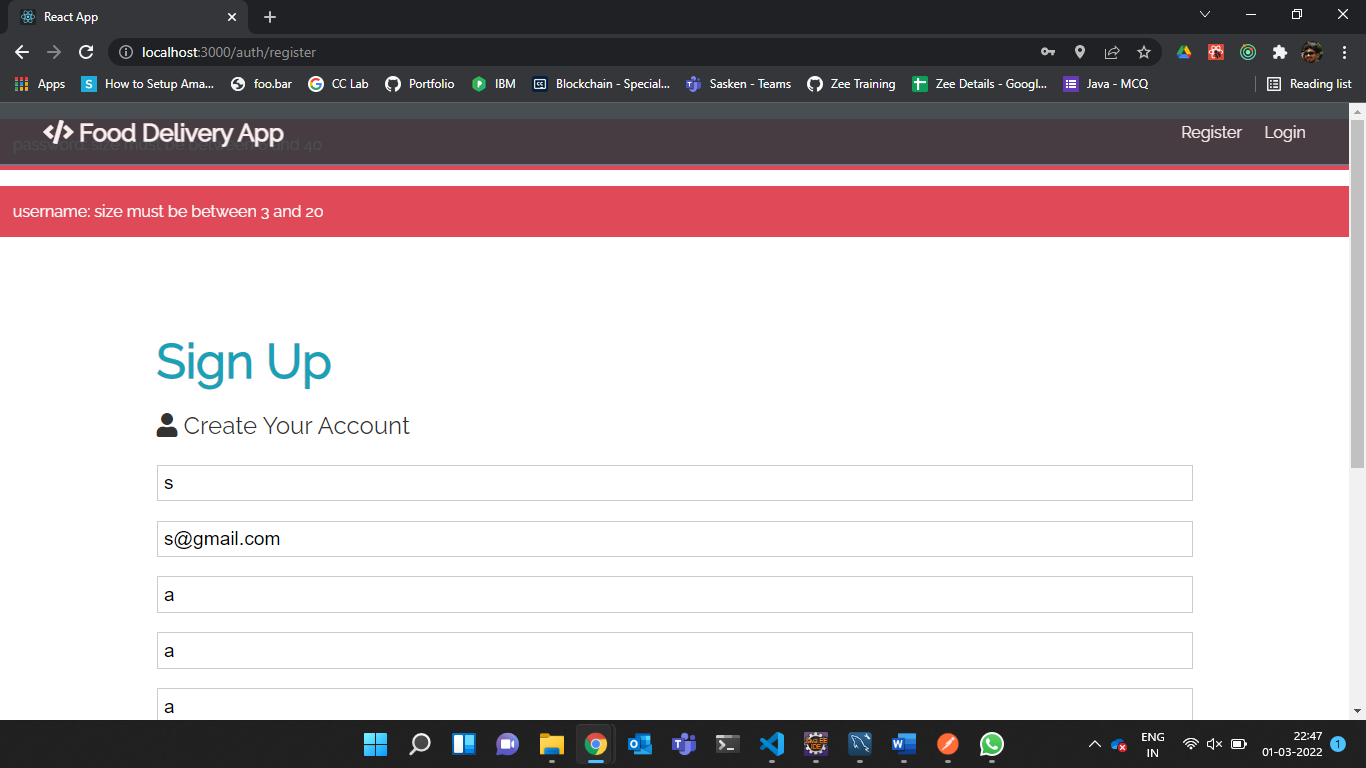 React App
localhost:3000/auth/register
Apps How to Setup Ama... foo.bar CC Lab Portfolio IBM Blockchain - Special... Sasken - Teams Zee Training Zee Details - Googl... Java - MCQ Reading list
Food Delivery App Register Login
password: size must be between and 40
username: size must be between 3 and 20
Sign Up
Create Your Account
s
s@gmail.com
a
a
a
ENG 22:47
IN 01-03-2022 1